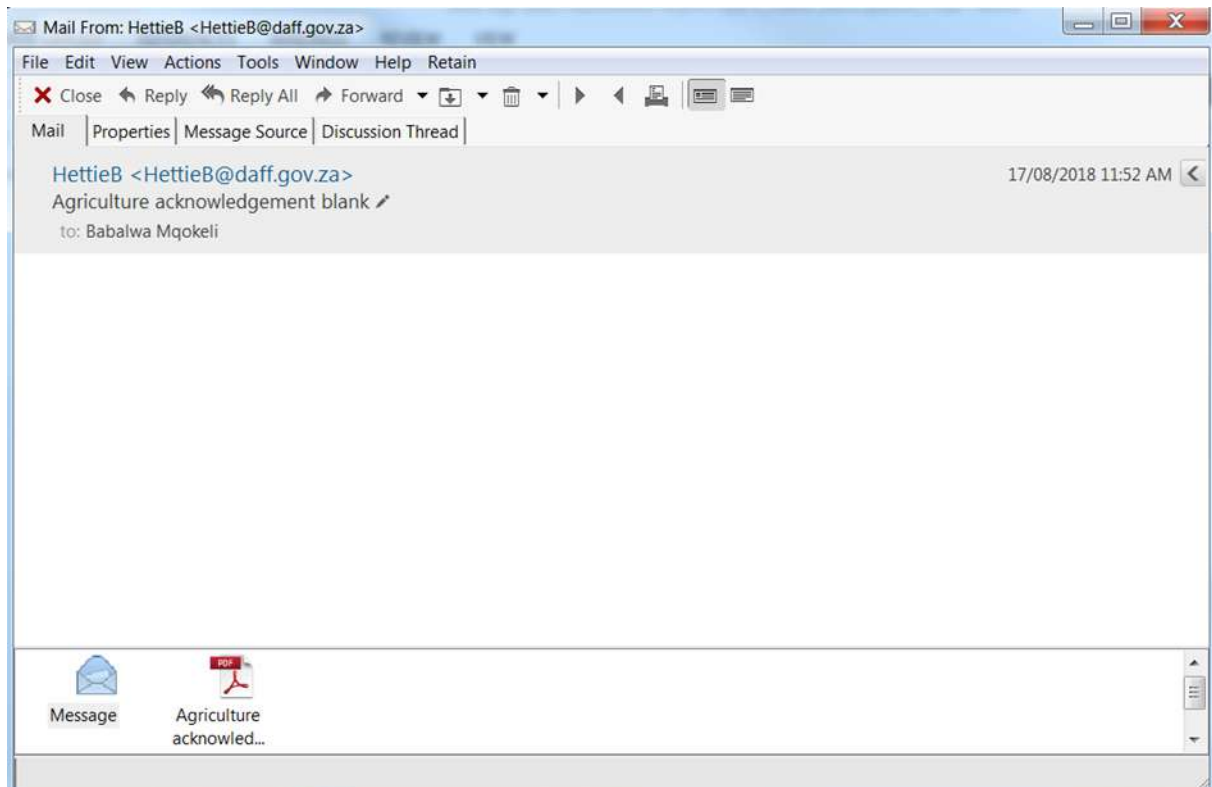 Mail From: HettieB <HettieB@daff.gov.za>
File Edit View Actions Tools Window Help Retain
Close Reply Reply All Forward
Mail Properties Message Source Discussion Thread
HettieB <HettieB@daff.gov.za> 17/08/2018 11:52 AM
Agriculture acknowledgement blank
to: Babalwa Mqokeli
PDF
Message Agriculture
acknowled...